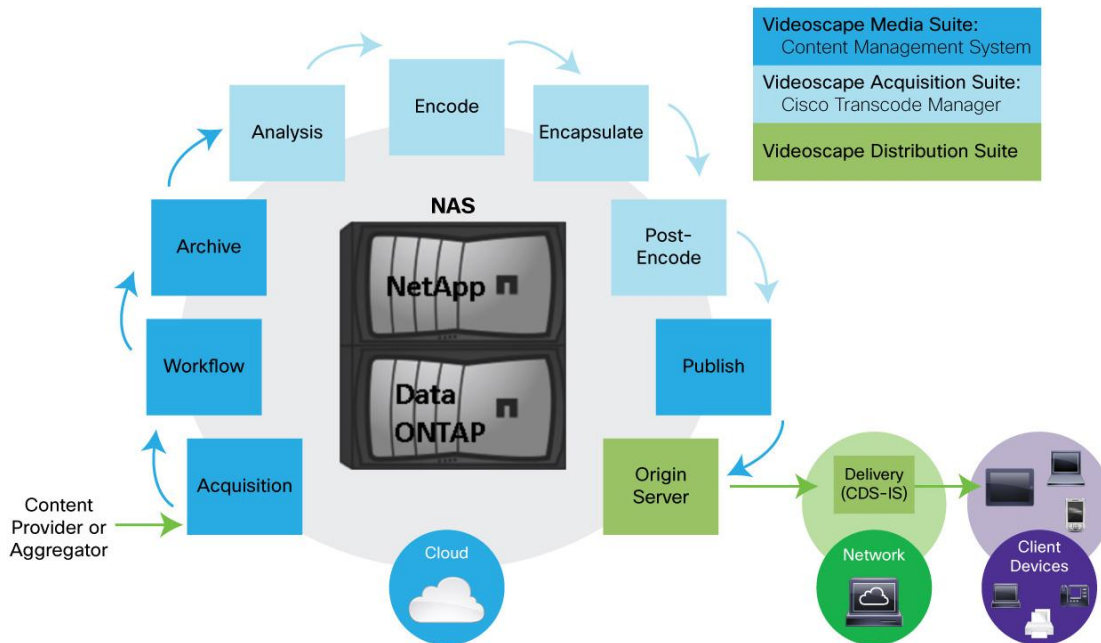 Videoscape Media Suite:
Content Management System
Videoscape Acquisition Suite:
Cisco Transcode Manager
Videoscape Distribution Suite
Encode
Analysis
Encapsulate
Archive
NAS
Post-
Encode
NetApp
Workflow
Publish
Data
ONTAP
Acquisition
Origin
Server
Delivery
(CDS-IS)
Content
Provider or
Aggregator
Cloud
Network
Client
Devices